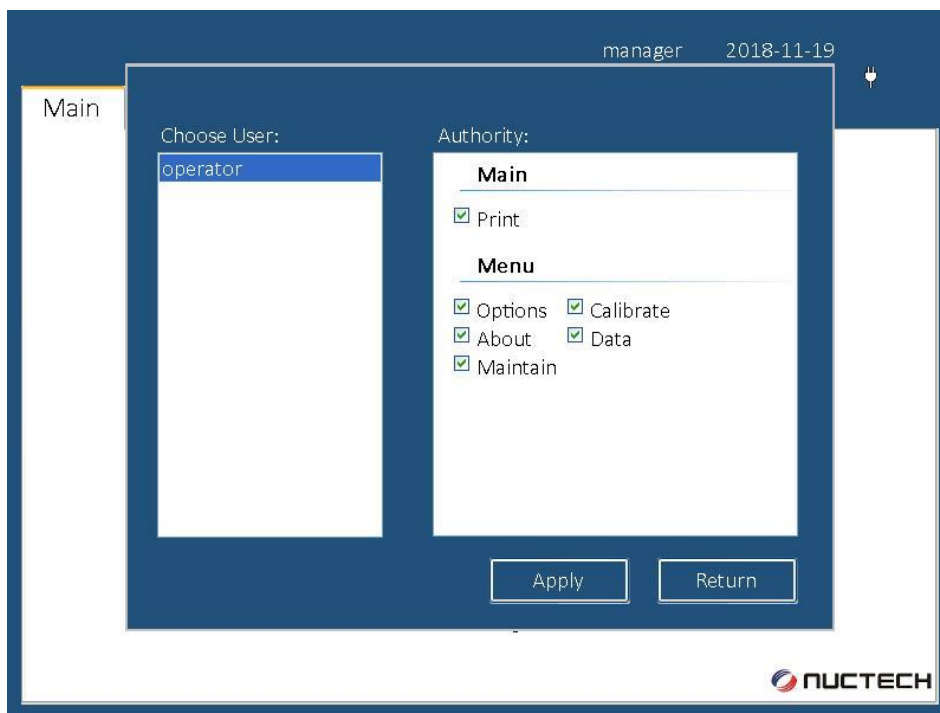 manager 2018-11-19
Main
Choose User:
operator
Authority:
Main
Print
Menu
Options Calibrate
About Data
Maintain
Apply Return
NUCTECH